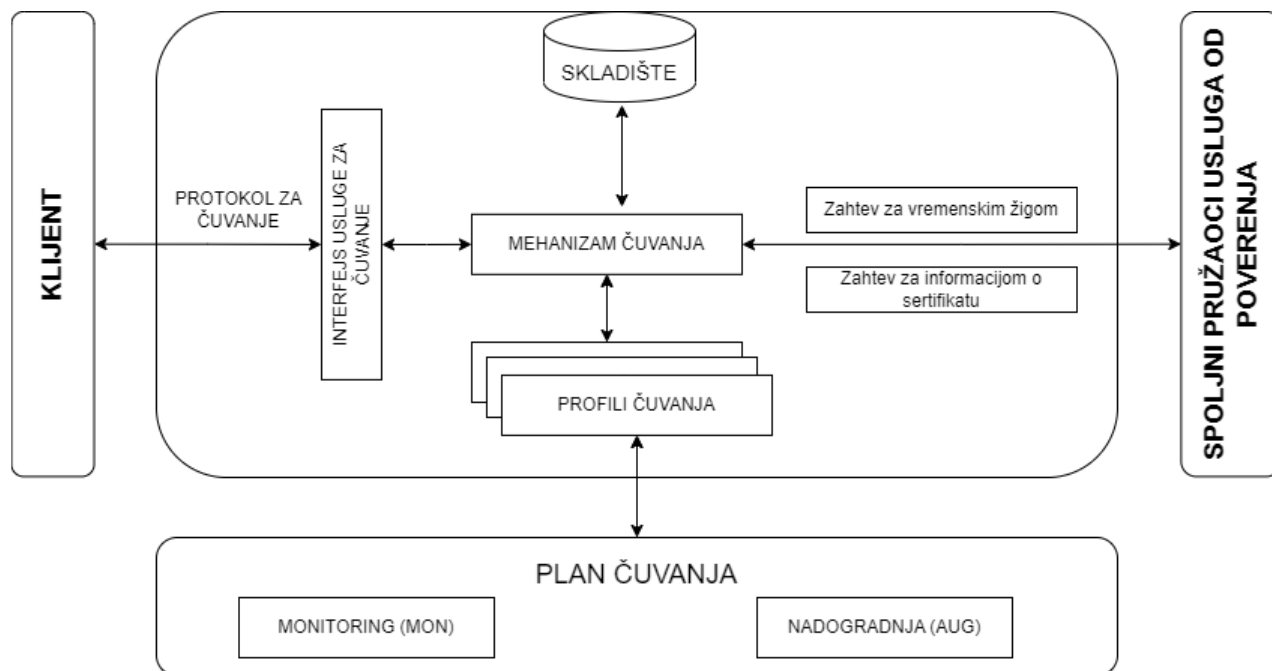 KLIJENT
PROTOKOL ZA
ČUVANJE
INTERFEJS USLUGE ZA
ČUVANJE
SKLADIŠTE
MEHANIZAM ČUVANJA
PROFILI ČUVANJA
Zahtev za vremenskim žigom
Zahtev za informacijom o
sertifikatu
SPOLJNI PRUŽAOCI USLUGA OD
POVERENJA
PLAN ČUVANJA
MONITORING (MON)
NADOGRADNJA (AUG)